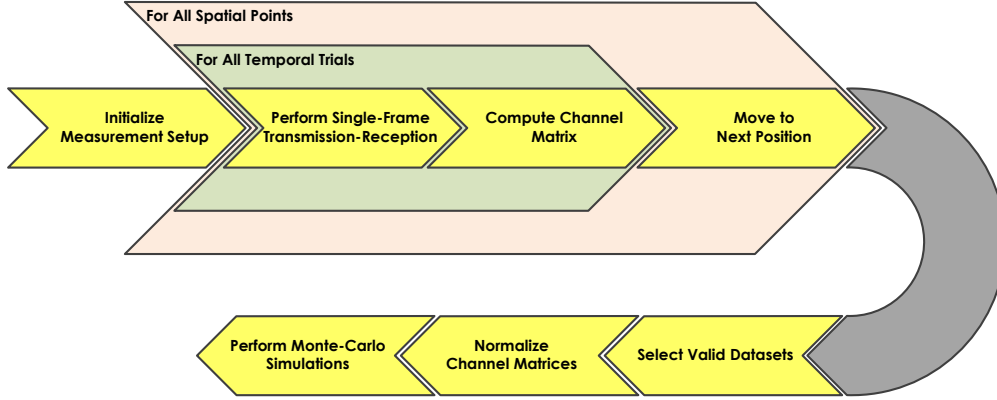 For All Spatial Points
For All Temporal Trials
Initialize
Measurement Setup
Perform Single-Frame
Transmission-Reception
Compute Channel
Matrix
Move to
Next Position
Select Valid Datasets
Normalize
Channel Matrices
Perform Monte-Carlo
Simulations